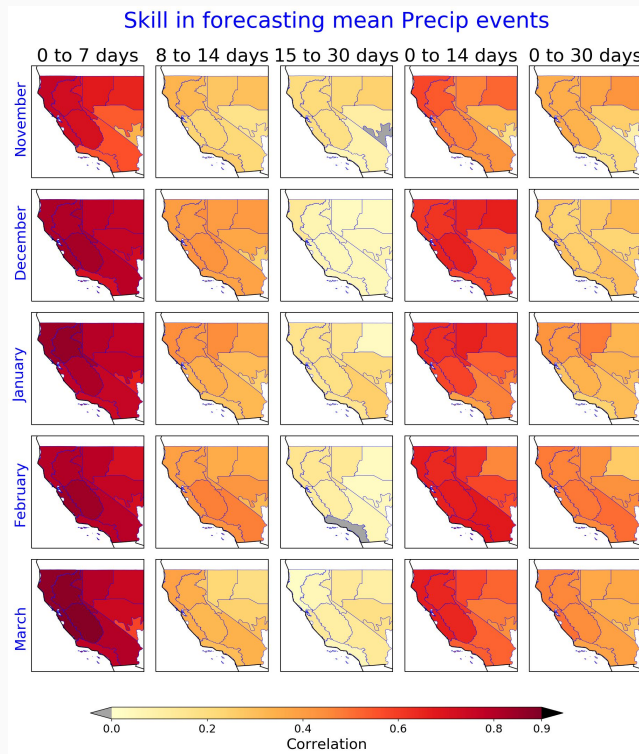 Skill in forecasting mean Precip events
0 to 7 days 8 to 14 days 15 to 30 days 0 to 14 days 0 to 30 days
November
December
January
February
March
0.0 0.2 0.4 0.6 0.8 0.9
Correlation